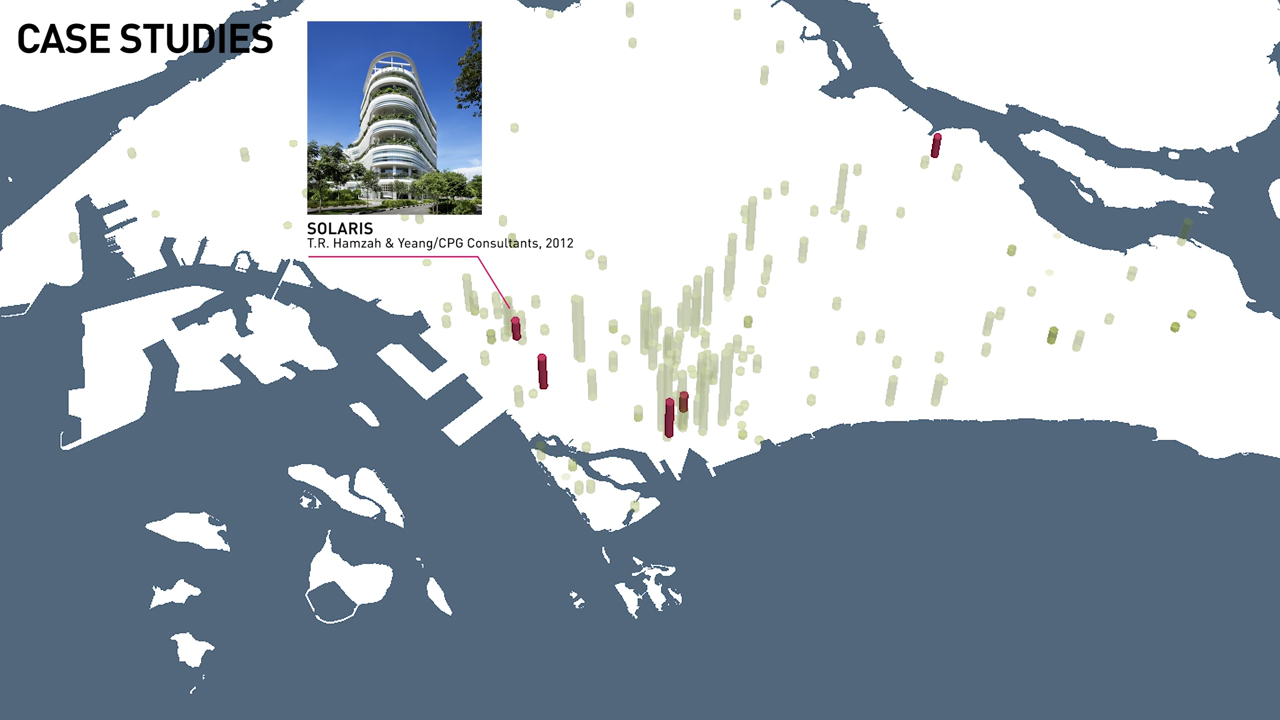 CASE STUDIES
SOLARIS
T.R. Hamzah & Yeang/CPG Consultants, 2012